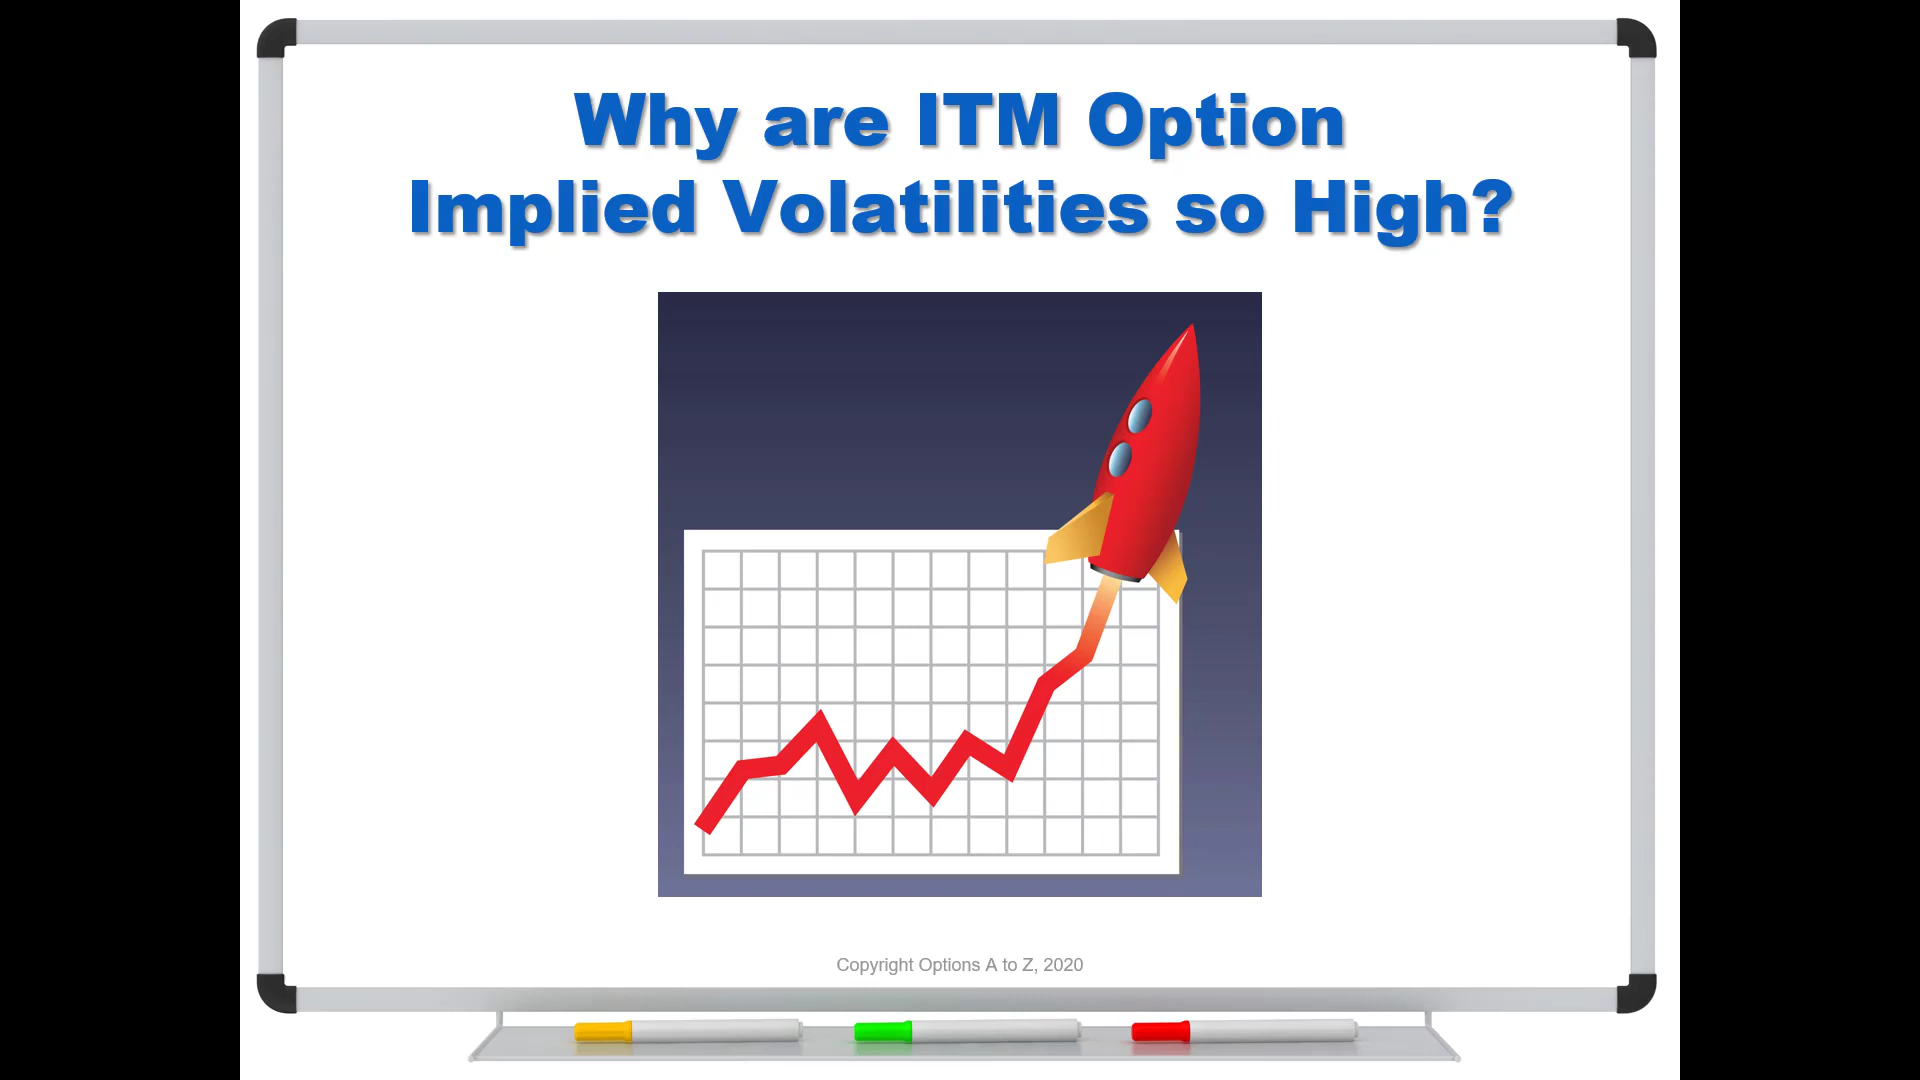 Why are ITM Option
Implied Volatilities so High?
Copyright Options A to Z, 2020